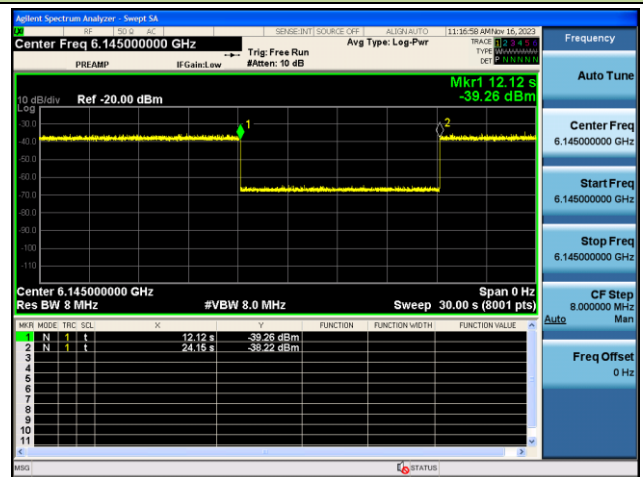 Agilent Spectrum Analyzer - Swept SA
RF 50 Ω AC SENSE:INT SOURCE OFF ALIGN AUTO 11:16:58 AM Nov 16, 2023
Center Freq 6.145000000 GHz Avg Type: Log-Pwr TRACE 1 2 3 4 5 6
Trig: Free Run TYPE
PREAMP IFGain:Low #Atten: 10 dB DET P N N N N N
Mkr1 12.12 s
10 dB/div Ref -20.00 dBm -39.26 dBm
Log
-30.0
1 2
-40.0
-50.0
-60.0
-70.0
-80.0
-90.0
-100
-110
Center 6.145000000 GHz Span 0 Hz
Res BW 8 MHz #VBW 8.0 MHz Sweep 30.00 s (8001 pts)
MKR MODE TRC SCL X Y FUNCTION FUNCTION WIDTH FUNCTION VALUE
1 N 1 t 12.12 s -39.26 dBm
2 N 1 t 24.15 s -38.22 dBm
3
4
5
6
7
8
9
10
11
MSG STATUS
Frequency
Auto Tune
Center Freq
6.145000000 GHz
Start Freq
6.145000000 GHz
Stop Freq
6.145000000 GHz
CF Step
8.000000 MHz
Auto Man
Freq Offset
0 Hz